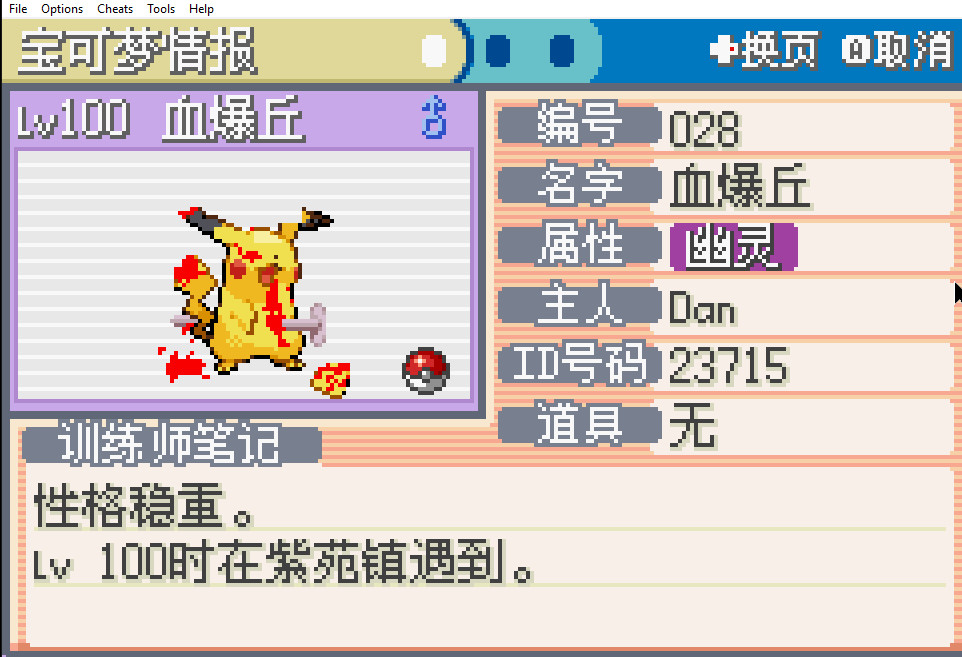 File Options Cheats Tools Help
宝可梦情报 换页 取消
Lv100 血爆丘 ♂
编号 028
名字 血爆丘
属性 幽灵
主人 Dan
ID号码 23715
道具 无
训练师笔记
性格稳重。
Lv 100时在紫苑镇遇到。